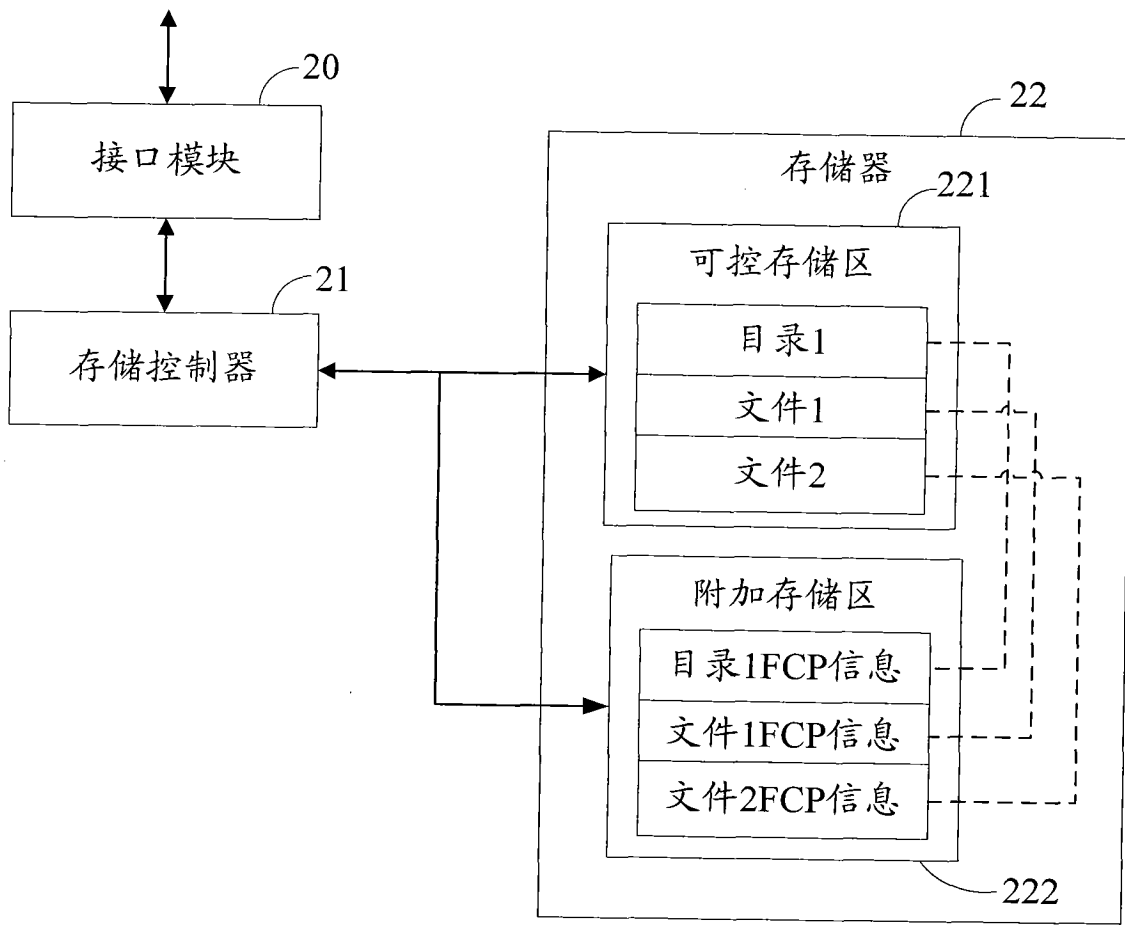 20
接口模块
21
存储控制器
22
存储器
221
可控存储区
目录1
文件1
文件2
附加存储区
目录1FCP信息
文件1FCP信息
文件2FCP信息
222